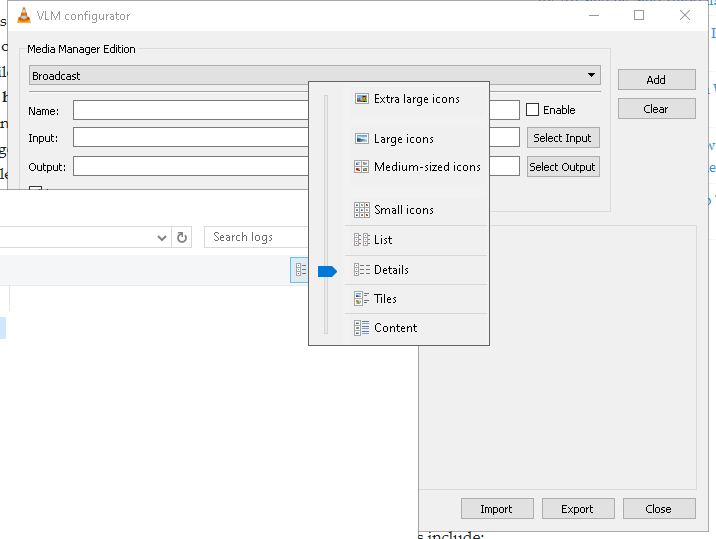 VLM configurator
Media Manager Edition
Broadcast
Add
Name:
Enable
Clear
Input:
Select Input
Output:
Select Output
Search logs
Extra large icons
Large icons
Medium-sized icons
Small icons
List
Details
Tiles
Content
Import
Export
Close
include: